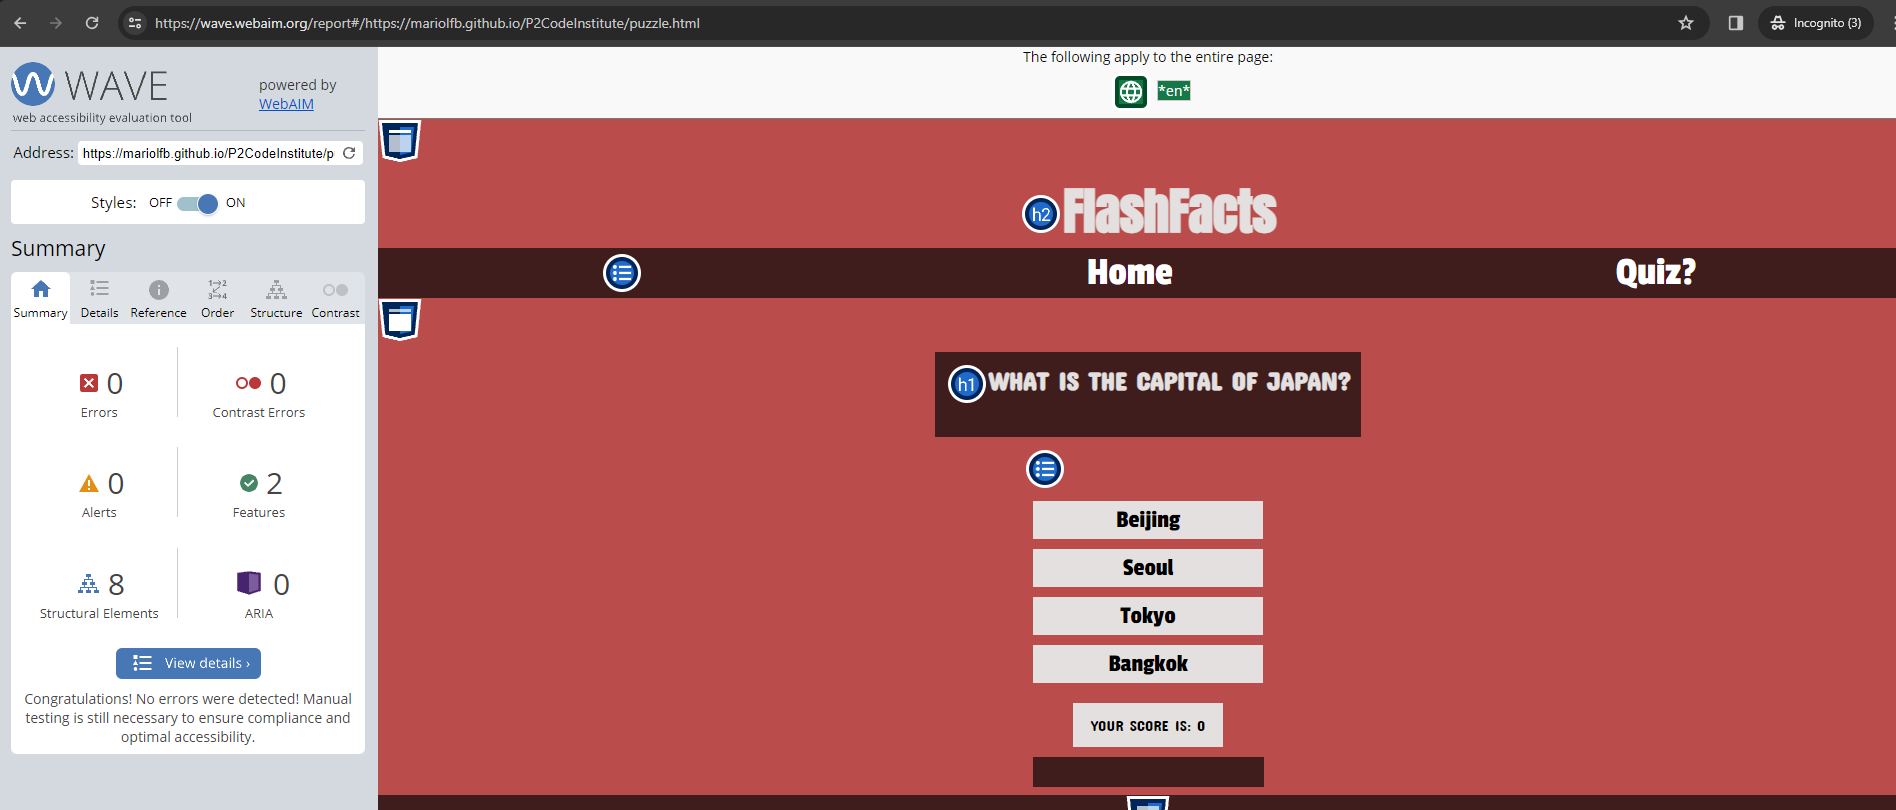 https://wave.webaim.org/report#/https://mariolfb.github.io/P2CodeInstitute/puzzle.html
Incognito (3)
WAVE
web accessibility evaluation tool
powered by
WebAIM
Address: https://mariolfb.github.io/P2CodeInstitute/p
Styles: OFF ON
Summary
Summary Details Reference Order Structure Contrast
0
Errors
0
Contrast Errors
0
Alerts
2
Features
8
Structural Elements
0
ARIA
View details ›
Congratulations! No errors were detected! Manual
testing is still necessary to ensure compliance and
optimal accessibility.
The following apply to the entire page:
*en*
h2 FlashFacts
Home Quiz?
h1 WHAT IS THE CAPITAL OF JAPAN?
Beijing
Seoul
Tokyo
Bangkok
YOUR SCORE IS: 0